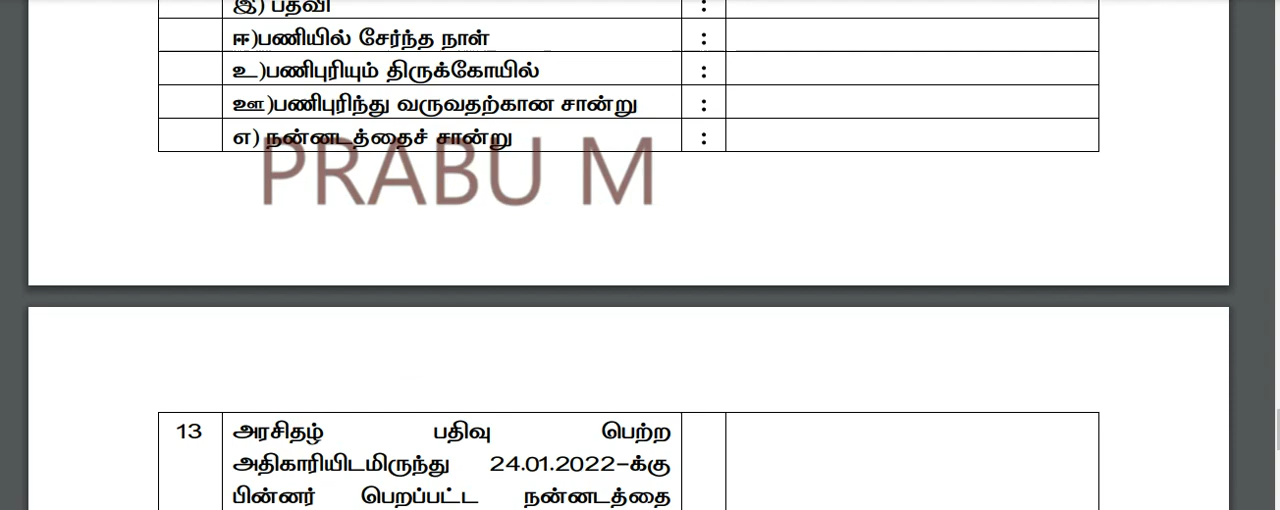 இ) பதவி
ஈ)பணியில் சேர்ந்த நாள் :
உ)பணிபுரியும் திருக்கோயில் :
ஊ)பணிபுரிந்து வருவதற்கான சான்று :
எ) நன்னடத்தைச் சான்று :
PRABU M
13 அரசிதழ் பதிவு பெற்ற
அதிகாரியிடமிருந்து 24.01.2022-க்கு
பின்னர் பெறப்பட்ட நன்னடத்தை